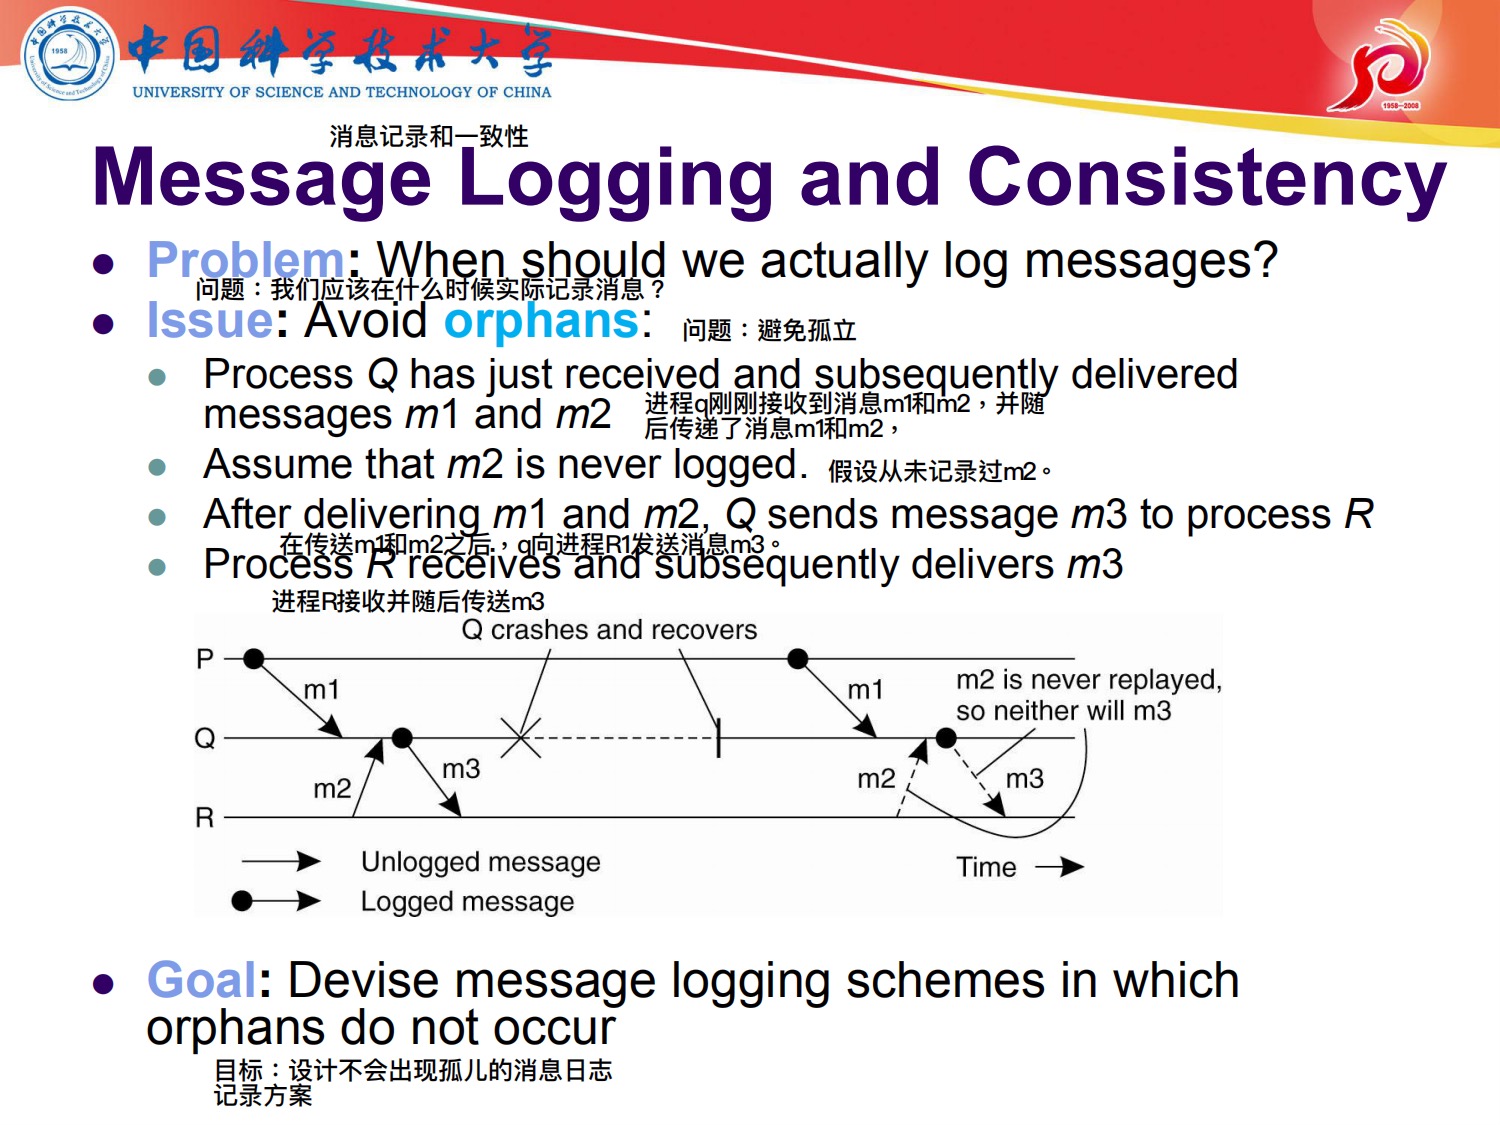 中国科学技术大学
UNIVERSITY OF SCIENCE AND TECHNOLOGY OF CHINA
1958
1958-2008
消息记录和一致性
Message Logging and Consistency
Problem: When should we actually log messages?
问题：我们应该在什么时候实际记录消息？
Issue: Avoid orphans:
问题：避免孤立
Process Q has just received and subsequently delivered
messages m1 and m2
进程q刚刚接收到消息m1和m2，并随
后传递了消息m1和m2，
Assume that m2 is never logged.
假设从未记录过m2。
After delivering m1 and m2, Q sends message m3 to process R
在传送m1和m2之后，q向进程R1发送消息m3。
Process R receives and subsequently delivers m3
进程R接收并随后传送m3
Q crashes and recovers
P
m1
m1
m2 is never replayed,
so neither will m3
Q
m2
m3
m2
m3
R
Unlogged message
Time
Logged message
Goal: Devise message logging schemes in which
orphans do not occur
目标：设计不会出现孤儿的消息日志
记录方案